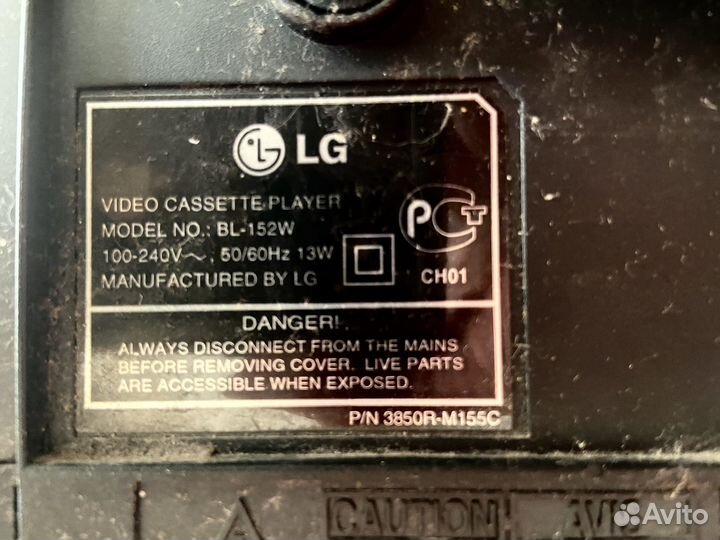 LG
VIDEO CASSETTE PLAYER
MODEL NO.: BL-152W
100-240V~, 50/60Hz 13W
MANUFACTURED BY LG
PCT
CH01
DANGER!
ALWAYS DISCONNECT FROM THE MAINS
BEFORE REMOVING COVER. LIVE PARTS
ARE ACCESSIBLE WHEN EXPOSED.
P/N 3850R-M155C
CAUTION AVIS
Avito